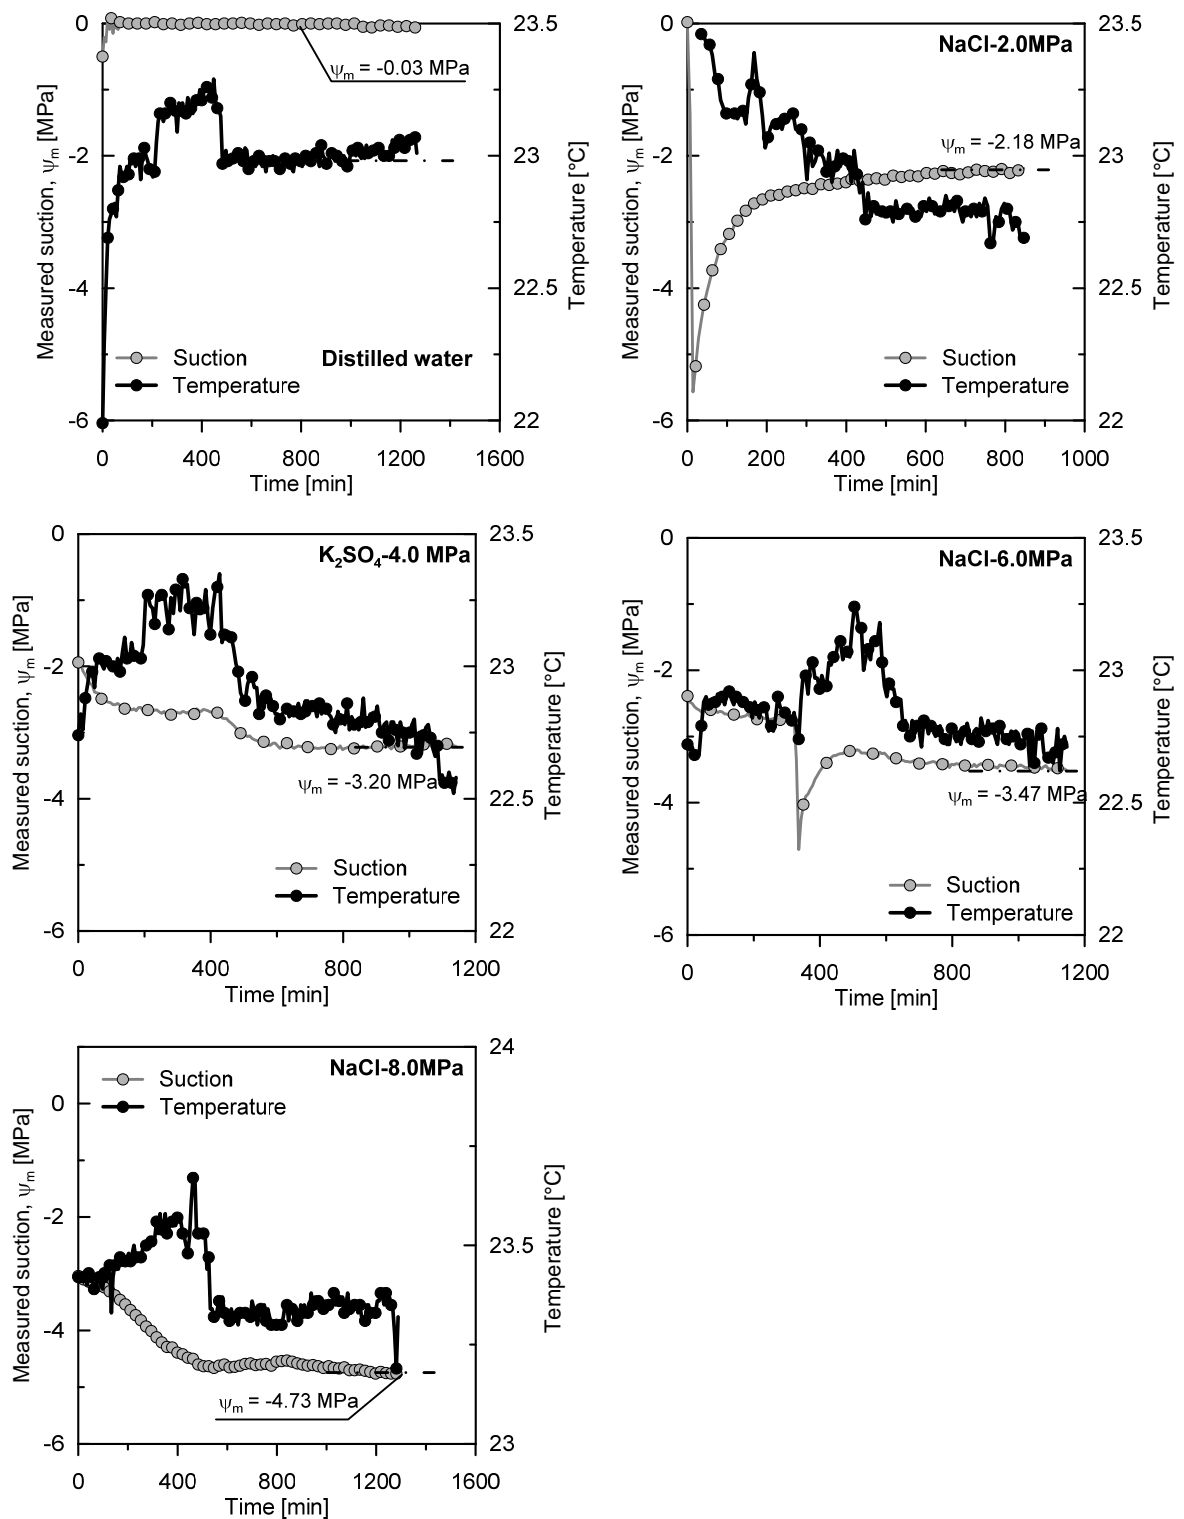 0
-2
-4
-6
Measured suction, ψm [MPa]
23.5
23
22.5
22
Temperature [°C]
ψm = -0.03 MPa
Suction
Temperature
Distilled water
0
400
800
1200
1600
Time [min]
0
-2
-4
-6
Measured suction, ψm [MPa]
NaCl-2.0MPa
23.5
23
22.5
22
Temperature [°C]
ψm = -2.18 MPa
Suction
Temperature
0
200
400
600
800
1000
Time [min]
0
-2
-4
-6
Measured suction, ψm [MPa]
K2SO4-4.0 MPa
23.5
23
22.5
22
Temperature [°C]
ψm = -3.20 MPa
Suction
Temperature
0
400
800
1200
Time [min]
0
-2
-4
-6
Measured suction, ψm [MPa]
NaCl-6.0MPa
23.5
23
22.5
22
Temperature [°C]
ψm = -3.47 MPa
Suction
Temperature
0
400
800
1200
Time [min]
0
-2
-4
-6
Measured suction, ψm [MPa]
NaCl-8.0MPa
24
23.5
23
Temperature [°C]
Suction
Temperature
ψm = -4.73 MPa
0
400
800
1200
1600
Time [min]